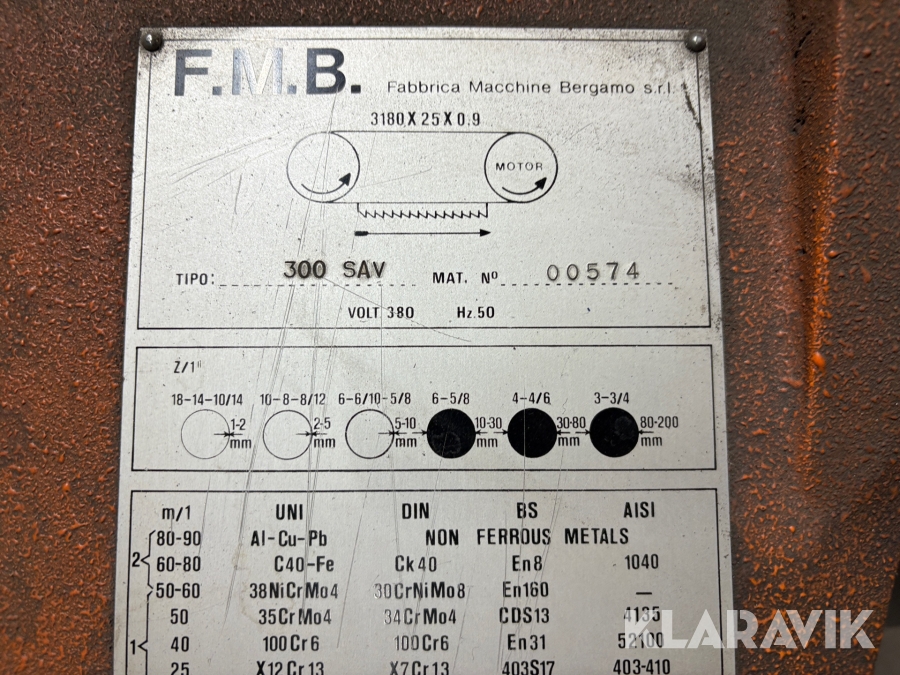 F.M.B. Fabbrica Macchine Bergamo s.r.l.
3180X25X0.9
MOTOR
TIPO: 300 SAV MAT. Nº 00574
VOLT 380 Hz.50
Z/1"
18-14-10/14 10-8-8/12 6-6/10-5/8 6-5/8 4-4/6 3-3/4
1-2 mm 2-5 mm 5-10 mm 10-30 mm 30-80 mm 80-200 mm
m/1 UNI DIN BS AISI
80-90 Al-Cu-Pb NON FERROUS METALS
2 60-80 C40-Fe Ck40 En8 1040
50-60 38NiCrMo4 30CrNiMo8 En160 —
50 35CrMo4 34CrMo4 CDS13 4135
1 40 100Cr6 100Cr6 En31 52100
25 X12Cr13 X7Cr13 403S17 403-410
KLARAVIK